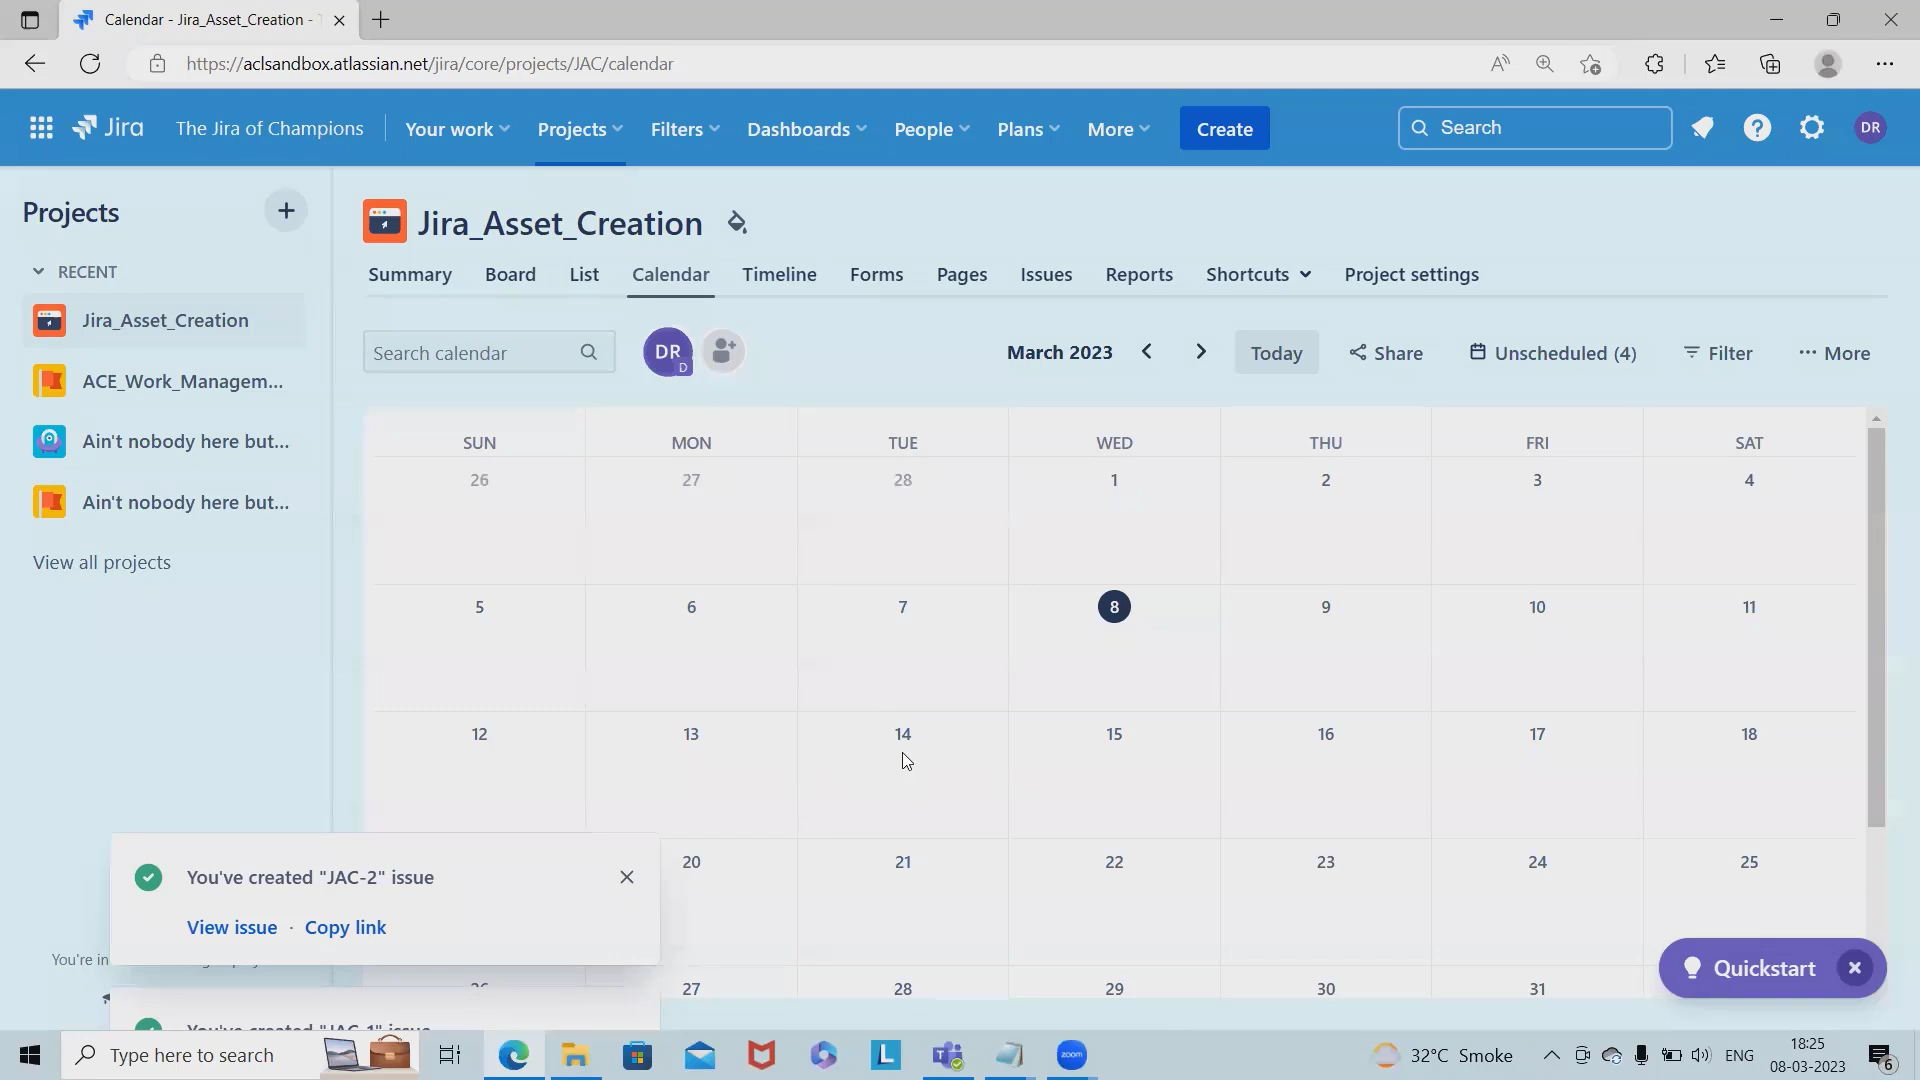 Calendar - Jira_Asset_Creation -
https://aclsandbox.atlassian.net/jira/core/projects/JAC/calendar
Jira The Jira of Champions Your work Projects Filters Dashboards People Plans More Create Search DR
Projects
RECENT
Jira_Asset_Creation
ACE_Work_Managem...
Ain't nobody here but...
Ain't nobody here but...
View all projects
Jira_Asset_Creation
Summary Board List Calendar Timeline Forms Pages Issues Reports Shortcuts Project settings
Search calendar DR D March 2023 Today Share Unscheduled (4) Filter More
SUN MON TUE WED THU FRI SAT
26 27 28 1 2 3 4
5 6 7 8 9 10 11
12 13 14 15 16 17 18
20 21 22 23 24 25
27 28 29 30 31
You've created "JAC-2" issue
View issue · Copy link
You're in
You've created "JAC-1" issue
Quickstart
Type here to search
L
T
zoom
32°C Smoke
ENG
18:25
08-03-2023
6